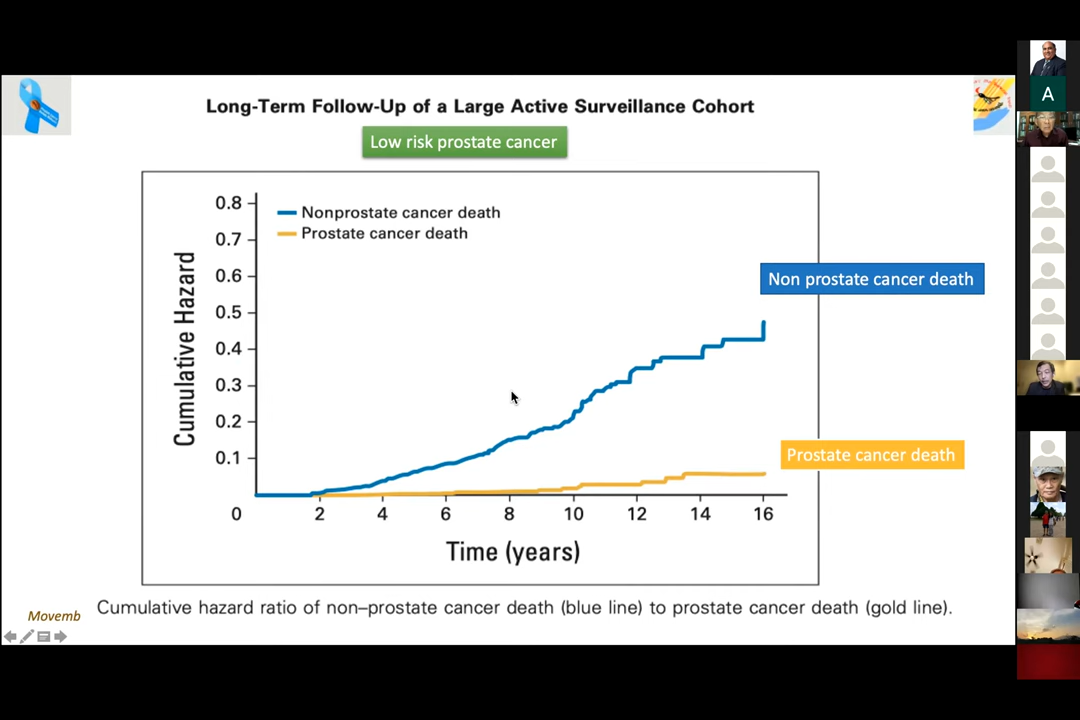 Long-Term Follow-Up of a Large Active Surveillance Cohort
Low risk prostate cancer
Nonprostate cancer death
Prostate cancer death
Cumulative Hazard
0.8
0.7
0.6
0.5
0.4
0.3
0.2
0.1
0 2 4 6 8 10 12 14 16
Time (years)
Non prostate cancer death
Prostate cancer death
Cumulative hazard ratio of non–prostate cancer death (blue line) to prostate cancer death (gold line).
Movemb
A